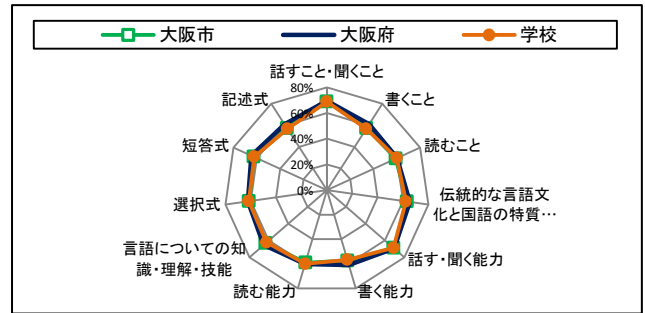 大阪市 大阪府 学校
話すこと・聞くこと
書くこと
読むこと
伝統的な言語文
化と国語の特質…
話す・聞く能力
書く能力
読む能力
言語についての知
識・理解・技能
選択式
短答式
記述式
80%
60%
40%
20%
0%